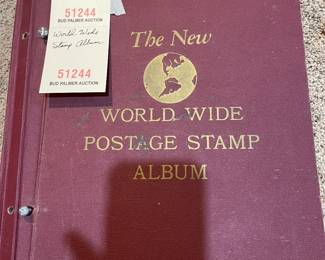 51244
BUD PALMER AUCTION
World Wide
Stamp Album
51244
BUD PALMER AUCTION
The New
WORLD WIDE
POSTAGE STAMP
ALBUM